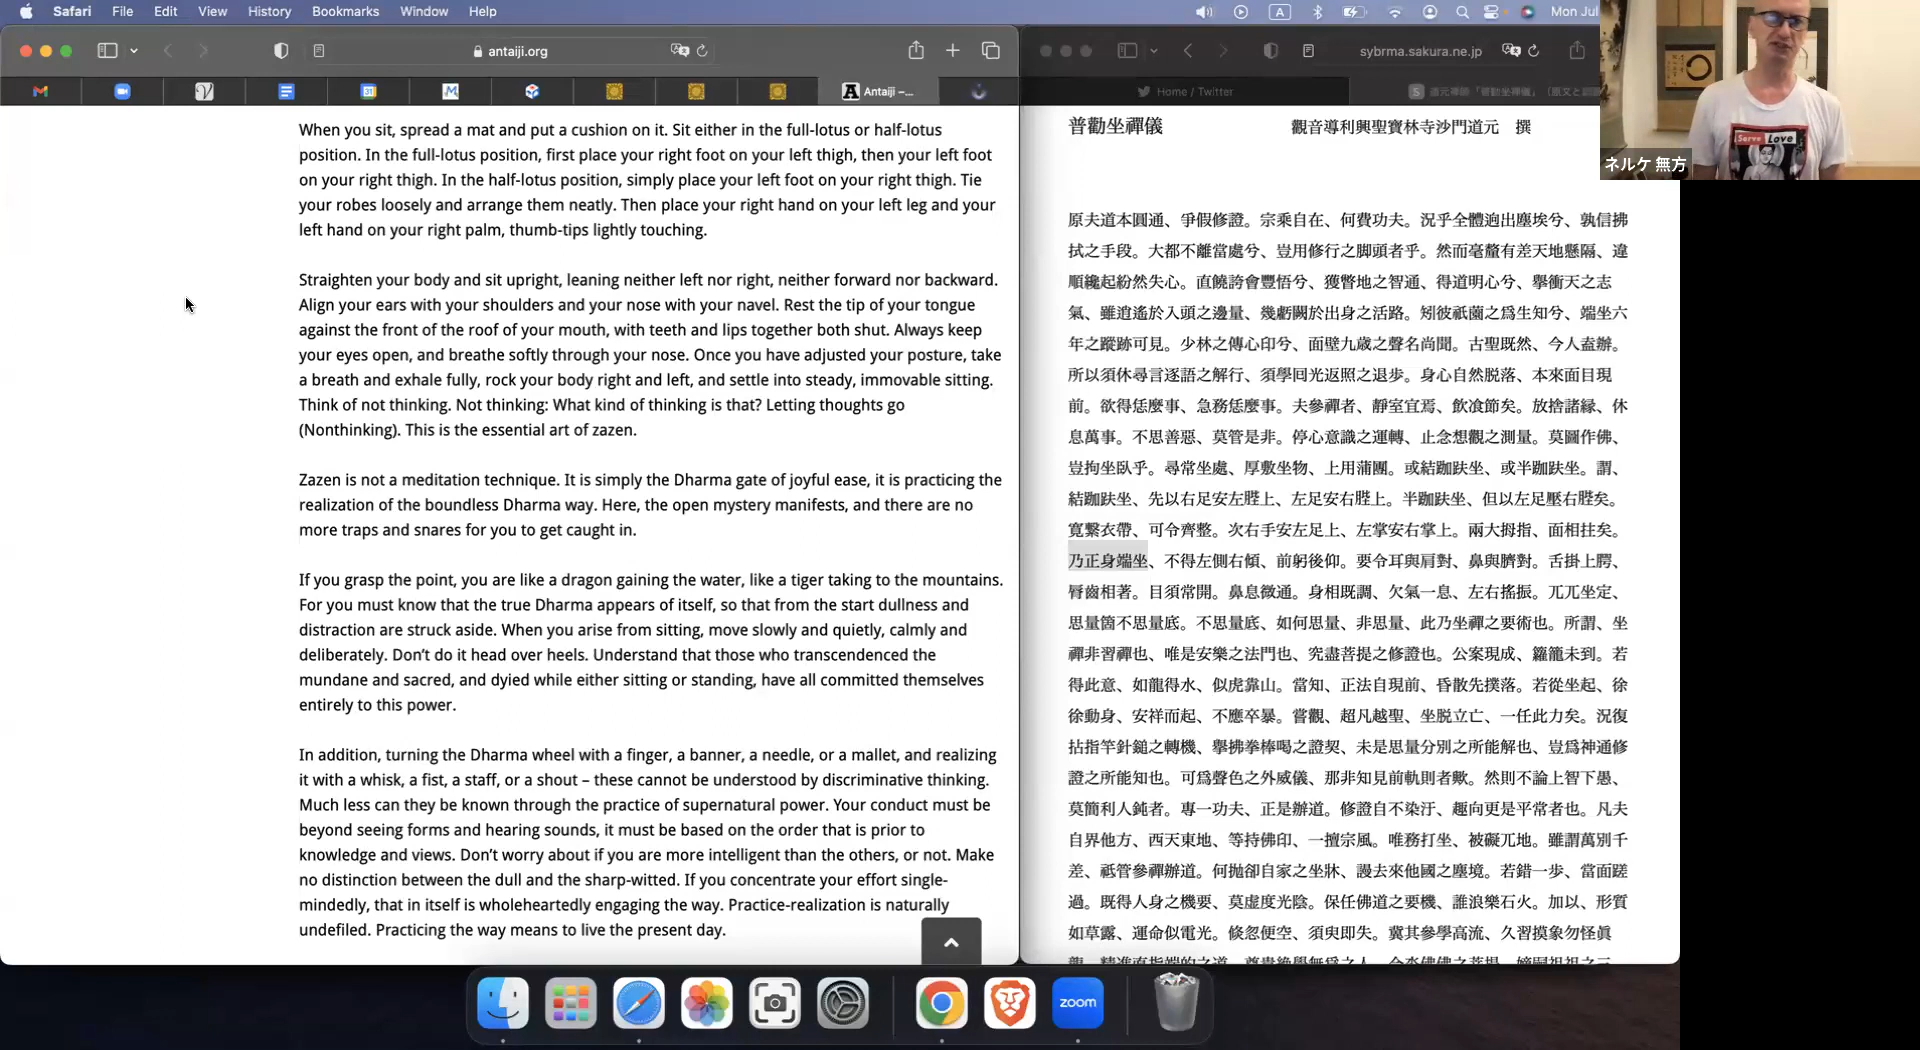 Safari File Edit View History Bookmarks Window Help
A
Mon Jul
antaiji.org
Antaiji –...
When you sit, spread a mat and put a cushion on it. Sit either in the full-lotus or half-lotus
position. In the full-lotus position, first place your right foot on your left thigh, then your left foot
on your right thigh. In the half-lotus position, simply place your left foot on your right thigh. Tie
your robes loosely and arrange them neatly. Then place your right hand on your left leg and your
left hand on your right palm, thumb-tips lightly touching.
Straighten your body and sit upright, leaning neither left nor right, neither forward nor backward.
Align your ears with your shoulders and your nose with your navel. Rest the tip of your tongue
against the front of the roof of your mouth, with teeth and lips together both shut. Always keep
your eyes open, and breathe softly through your nose. Once you have adjusted your posture, take
a breath and exhale fully, rock your body right and left, and settle into steady, immovable sitting.
Think of not thinking. Not thinking: What kind of thinking is that? Letting thoughts go
(Nonthinking). This is the essential art of zazen.
Zazen is not a meditation technique. It is simply the Dharma gate of joyful ease, it is practicing the
realization of the boundless Dharma way. Here, the open mystery manifests, and there are no
more traps and snares for you to get caught in.
If you grasp the point, you are like a dragon gaining the water, like a tiger taking to the mountains.
For you must know that the true Dharma appears of itself, so that from the start dullness and
distraction are struck aside. When you arise from sitting, move slowly and quietly, calmly and
deliberately. Don't do it head over heels. Understand that those who transcendenced the
mundane and sacred, and dyied while either sitting or standing, have all committed themselves
entirely to this power.
In addition, turning the Dharma wheel with a finger, a banner, a needle, or a mallet, and realizing
it with a whisk, a fist, a staff, or a shout – these cannot be understood by discriminative thinking.
Much less can they be known through the practice of supernatural power. Your conduct must be
beyond seeing forms and hearing sounds, it must be based on the order that is prior to
knowledge and views. Don't worry about if you are more intelligent than the others, or not. Make
no distinction between the dull and the sharp-witted. If you concentrate your effort single-
mindedly, that in itself is wholeheartedly engaging the way. Practice-realization is naturally
undefiled. Practicing the way means to live the present day.
sybrma.sakura.ne.jp
Home / Twitter
S 道元禅師「普勧坐禅儀」(原文と
普勸坐禪儀 觀音導利興聖寶林寺沙門道元 撰
原夫道本圓通、爭假修證。宗乘自在、何費功夫。況乎全體逈出塵埃兮、孰信拂
拭之手段。大都不離當處兮、豈用修行之脚頭者乎。然而毫釐有差天地懸隔、違
順纔起紛然失心。直饒誇會豐悟兮、獲瞥地之智通、得道明心兮、擧衝天之志
氣、雖逍遙於入頭之邊量、幾虧闕於出身之活路。矧彼祇薗之爲生知兮、端坐六
年之蹤跡可見。少林之傳心印兮、面壁九歳之聲名尚聞。古聖既然、今人盍辦。
所以須休尋言逐語之解行、須學囘光返照之退歩。身心自然脱落、本來面目現
前。欲得恁麼事、急務恁麼事。夫參禪者、靜室宜焉、飮飡節矣。放捨諸縁、休
息萬事。不思善惡、莫管是非。停心意識之運轉、止念想觀之測量。莫圖作佛、
豈拘坐臥乎。尋常坐處、厚敷坐物、上用蒲團。或結跏趺坐、或半跏趺坐。謂、
結跏趺坐、先以右足安左䏶上、左足安右䏶上。半跏趺坐、但以左足壓右䏶矣。
寛繋衣帶、可令齊整。次右手安左足上、左掌安右掌上。兩大拇指、面相拄矣。
乃正身端坐、不得左側右傾、前躬後仰。要令耳與肩對、鼻與臍對。舌掛上腭、
脣齒相著。目須常開。鼻息微通。身相既調、欠氣一息、左右搖振。兀兀坐定、
思量箇不思量底。不思量底、如何思量、非思量、此乃坐禪之要術也。所謂、坐
禪非習禪也、唯是安樂之法門也、究盡菩提之修證也。公案現成、籮籠未到。若
得此意、如龍得水、似虎靠山。當知、正法自現前、昏散先撲落。若從坐起、徐
徐動身、安祥而起、不應卒暴。嘗觀、超凡越聖、坐脱立亡、一任此力矣。況復
拈指竿針鎚之轉機、擧拂拳棒喝之證契、未是思量分別之所能解也、豈爲神通修
證之所能知也。可爲聲色之外威儀、那非知見前軌則者歟。然則不論上智下愚、
莫簡利人鈍者。專一功夫、正是辦道。修證自不染汙、趣向更是平常者也。凡夫
自界他方、西天東地、等持佛印、一擅宗風。唯務打坐、被礙兀地。雖謂萬別千
差、祇管參禪辦道。何抛卻自家之坐牀、謾去來他國之塵境。若錯一歩、當面蹉
過。既得人身之機要、莫虚度光陰。保任佛道之要機、誰浪樂石火。加以、形質
如草露、運命似電光。倐忽便空、須臾即失。冀其參學高流、久習摸象勿怪眞
龍、精進直指端的之道、尊貴絶學無爲之人、合沓佛佛之菩提、嫡嗣祖祖之三
Serve Love
ネルケ 無方
zoom